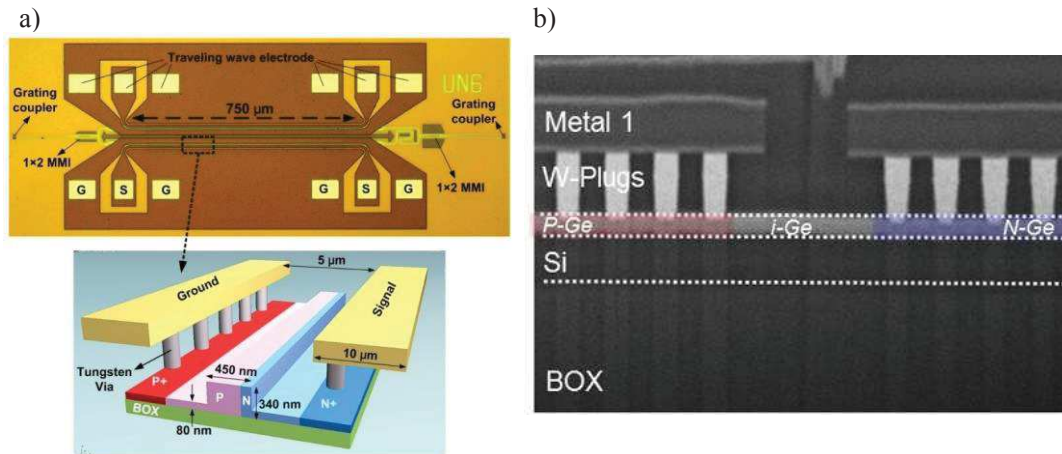 a)
b)
Traveling wave electrode
UN6
Grating
coupler
Grating
coupler
750 µm
1×2 MMI
1×2 MMI
G S G
G S G
5 µm
Ground
Signal
Tungsten
Via
P+
450 nm
10 µm
P
N
340 nm
N+
BOX
80 nm
Metal 1
W-Plugs
P-Ge
i-Ge
N-Ge
Si
BOX